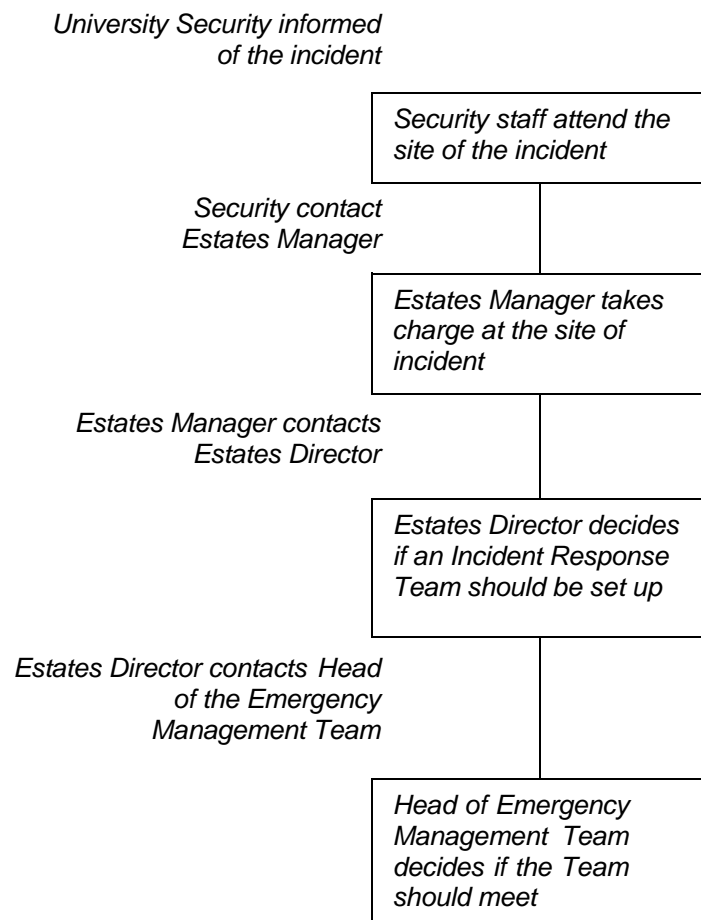 University Security informed
of the incident
Security staff attend the
site of the incident
Security contact
Estates Manager
Estates Manager takes
charge at the site of
incident
Estates Manager contacts
Estates Director
Estates Director decides
if an Incident Response
Team should be set up
Estates Director contacts Head
of the Emergency
Management Team
Head of Emergency
Management Team
decides if the Team
should meet